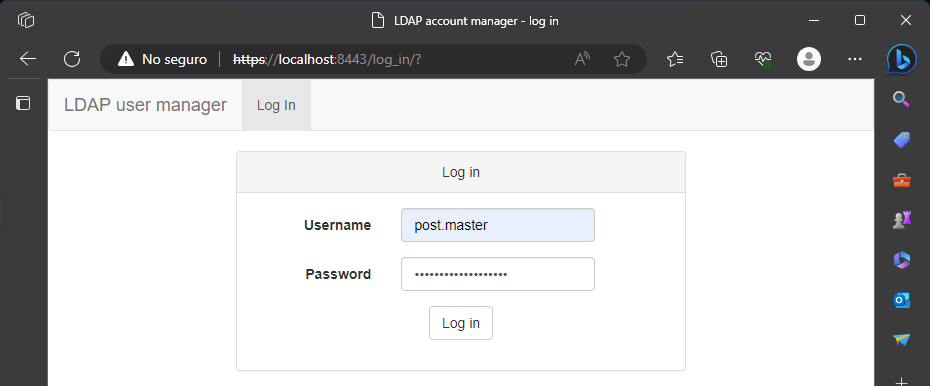 LDAP account manager - log in
No seguro
https://localhost:8443/log_in/?
LDAP user manager
Log In
Log in
Username
post.master
Password
•••••••••••••••••••
Log in